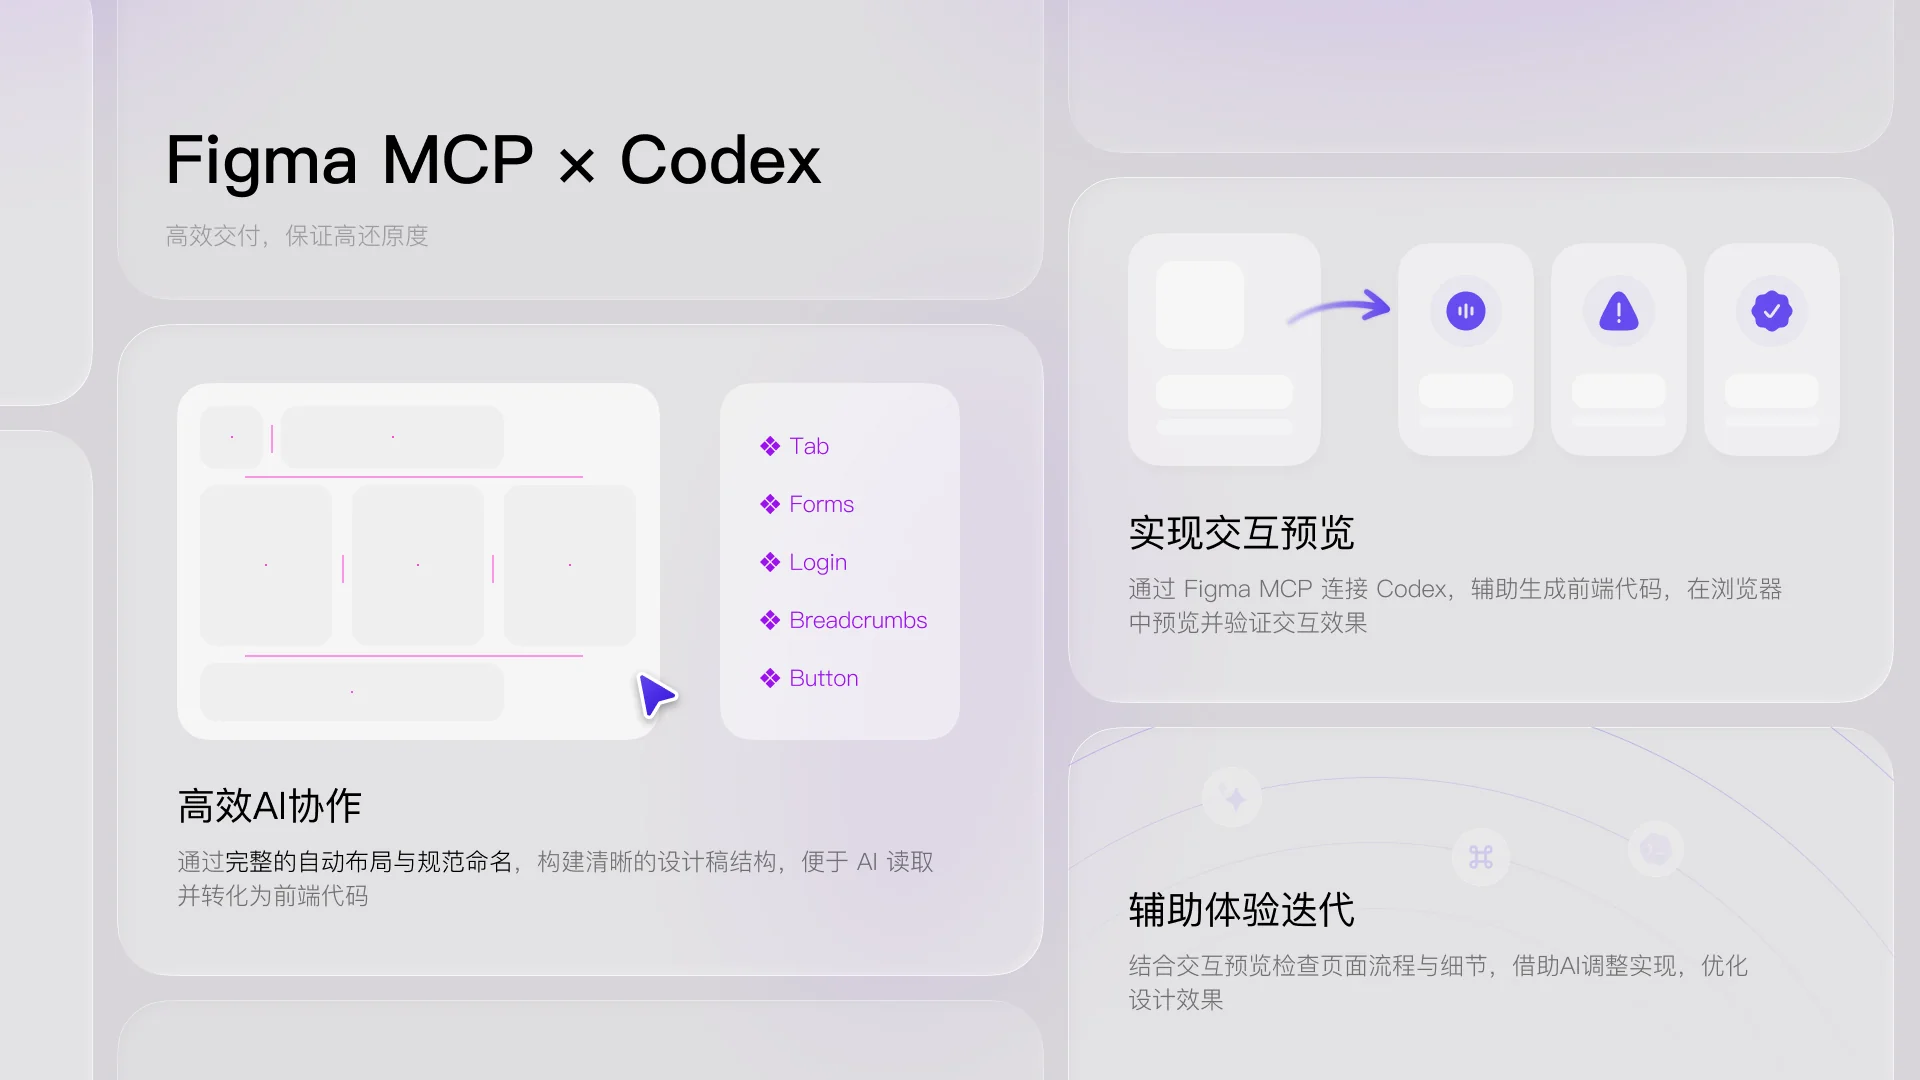 Figma MCP × Codex
高效交付，保证高还原度
Tab
Forms
Login
Breadcrumbs
Button
高效AI协作
通过完整的自动布局与规范命名，构建清晰的设计稿结构，便于 AI 读取
并转化为前端代码
实现交互预览
通过 Figma MCP 连接 Codex，辅助生成前端代码，在浏览器
中预览并验证交互效果
辅助体验迭代
结合交互预览检查页面流程与细节，借助AI调整实现，优化
设计效果